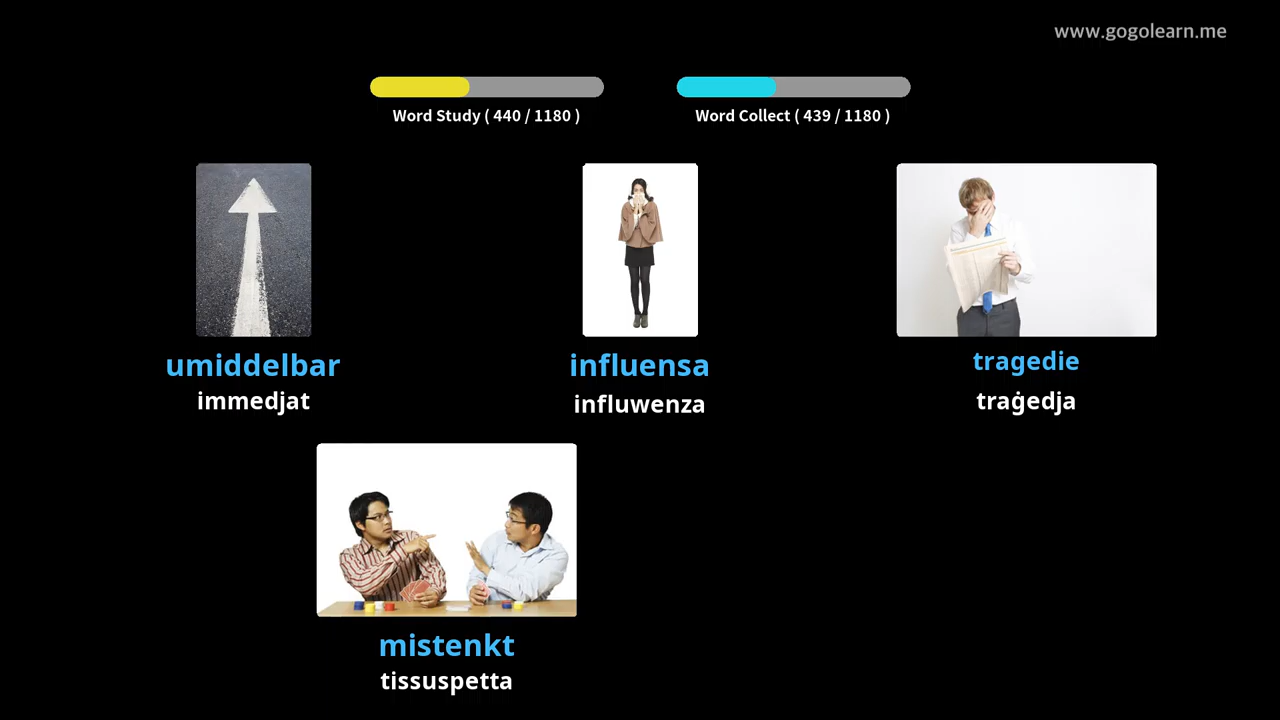 www.gogolearn.me
Word Study ( 440 / 1180 )
Word Collect ( 439 / 1180 )
umiddelbar
immedjat
influensa
influwenza
tragedie
traġedja
mistenkt
tissuspetta